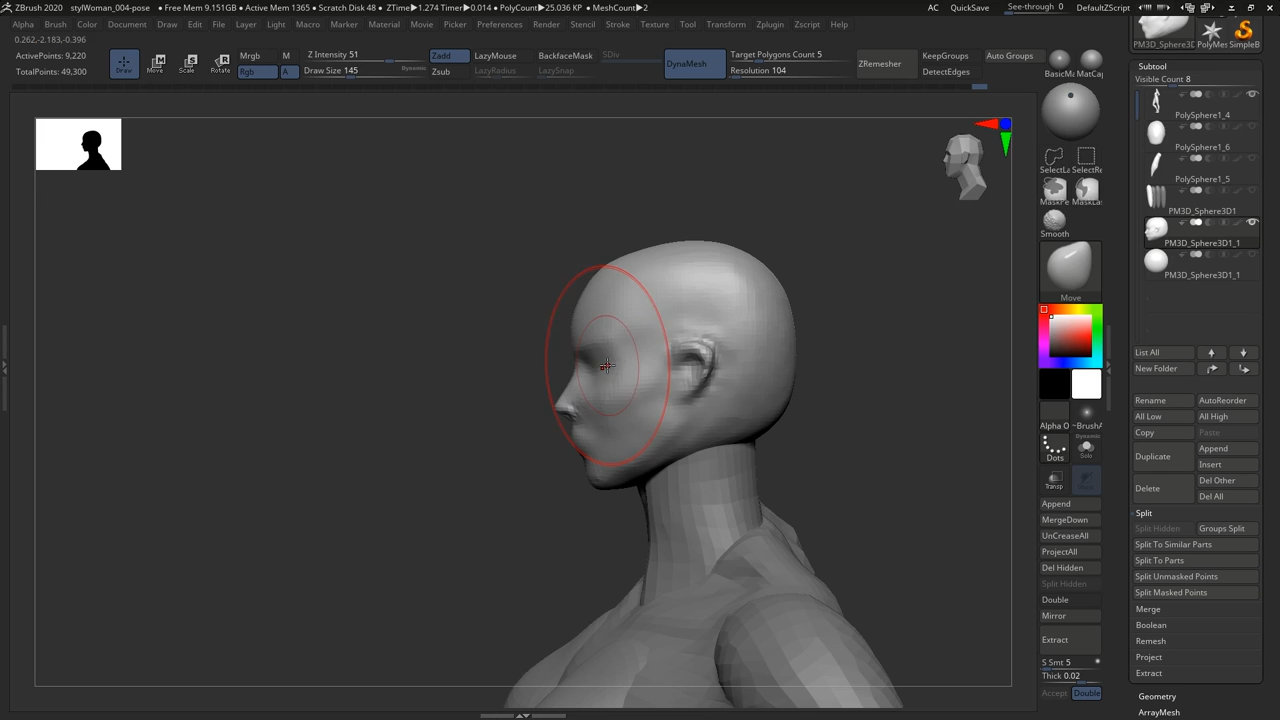 ZBrush 2020 stylWoman_004-pose • Free Mem 9.151GB • Active Mem 1365 • Scratch Disk 48 • ZTime▸1.274 Timer▸0.014 • PolyCount▸25.036 KP • MeshCount▸2 AC QuickSave See-through 0 DefaultZScript
Alpha Brush Color Document Draw Edit File Layer Light Macro Marker Material Movie Picker Preferences Render Stencil Stroke Texture Tool Transform Zplugin Zscript Help
0.262,-2.183,-0.396
ActivePoints: 9,220
TotalPoints: 49,300
Draw Move Scale Rotate
Mrgb M
Rgb A
Z Intensity 51
Draw Size 145 Dynamic
Zadd
Zsub
LazyMouse
LazyRadius
BackfaceMask
LazySnap
SDiv
DynaMesh
Target Polygons Count 5
Resolution 104
ZRemesher
KeepGroups
DetectEdges
Auto Groups
BasicMa MatCap
SelectLa SelectRe
MaskPe MaskLas
Smooth
Move
Alpha O ~BrushA
Dots
Dynamic
Solo
Transp
Append
MergeDown
UnCreaseAll
ProjectAll
Del Hidden
Split Hidden
Double
Mirror
Extract
S Smt 5
Thick 0.02
Accept Double
PM3D_Sphere3D PolyMes SimpleB
Subtool
Visible Count 8
PolySphere1_4
PolySphere1_6
PolySphere1_5
PM3D_Sphere3D1
PM3D_Sphere3D1_1
PM3D_Sphere3D1_1
List All
New Folder
Rename AutoReorder
All Low All High
Copy Paste
Duplicate Append
Insert
Delete Del Other
Del All
Split
Split Hidden Groups Split
Split To Similar Parts
Split To Parts
Split Unmasked Points
Split Masked Points
Merge
Boolean
Remesh
Project
Extract
Geometry
ArrayMesh